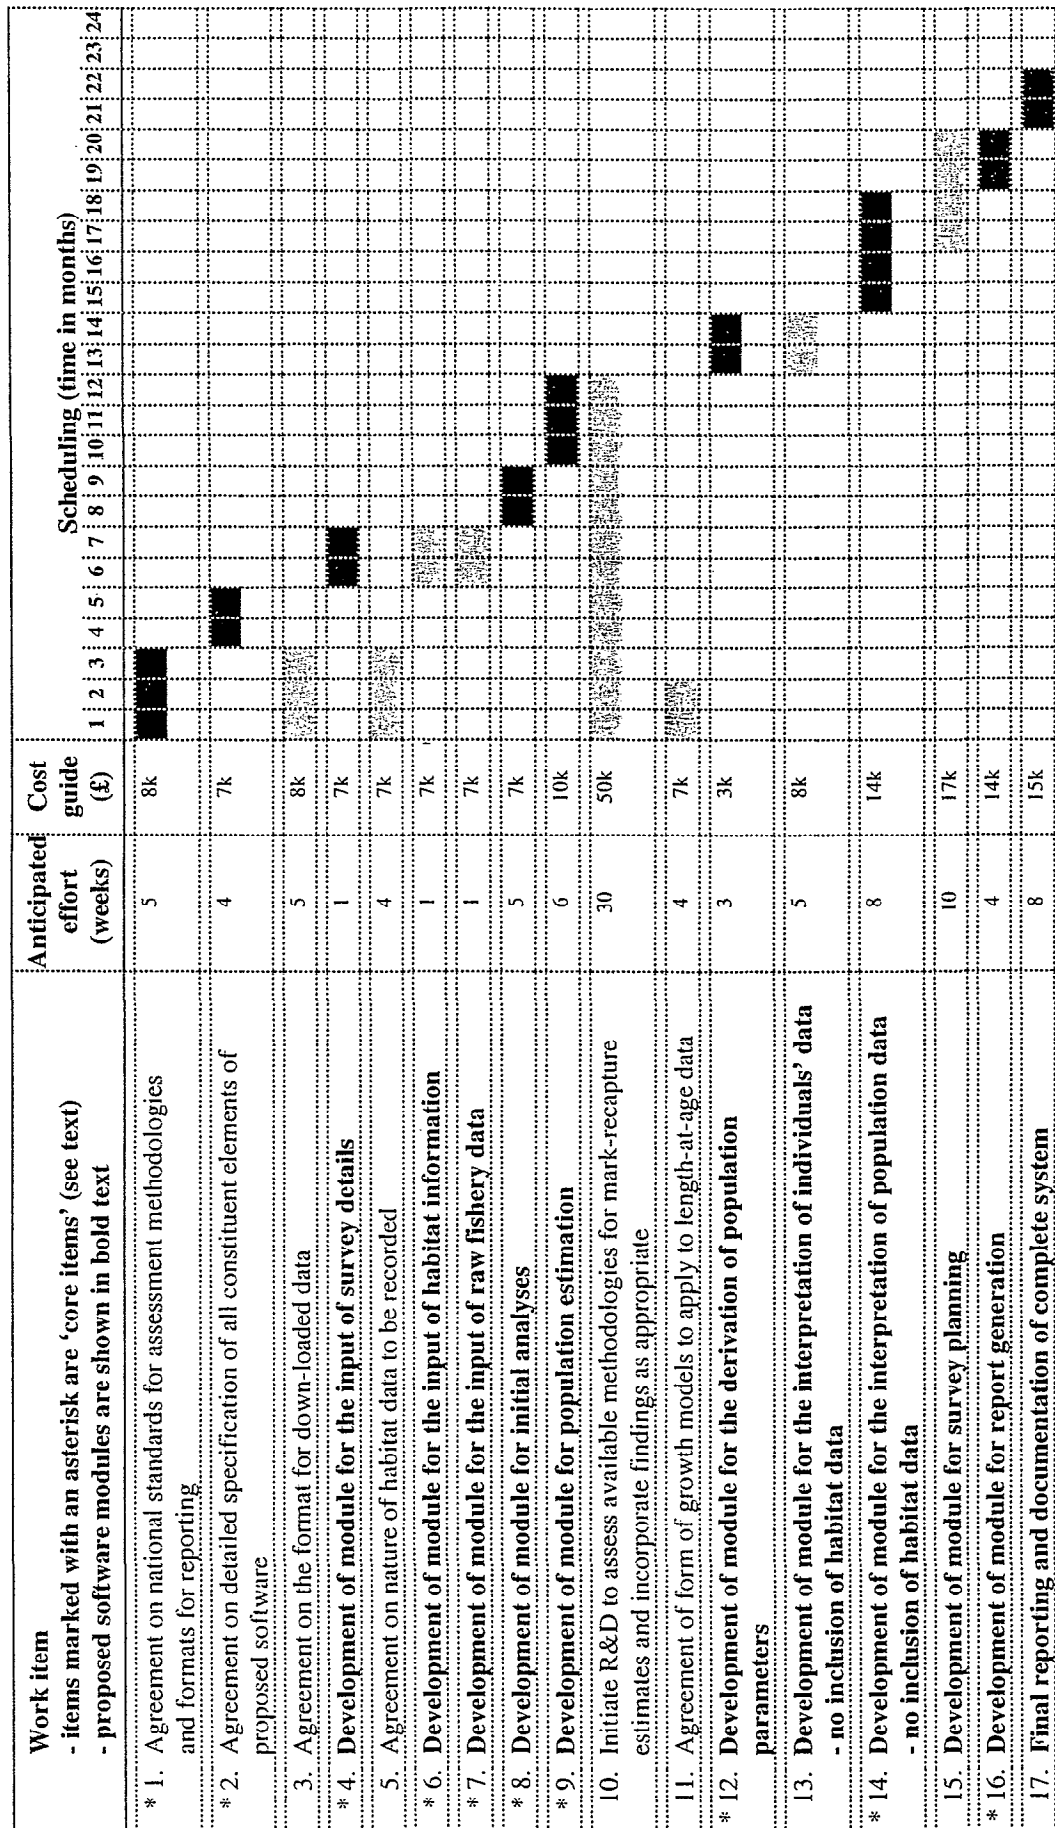 Work item
- items marked with an asterisk are ‘core items’ (see text)
- proposed software modules are shown in bold text
Anticipated effort (weeks)
Cost guide (£)
Scheduling (time in months)
1 2 3 4 5 6 7 8 9 10 11 12 13 14 15 16 17 18 19 20 21 22 23 24
* 1. Agreement on national standards for assessment methodologies
and formats for reporting
5 8k
* 2. Agreement on detailed specification of all constituent elements of
proposed software
4 7k
3. Agreement on the format for down-loaded data 5 8k
* 4. Development of module for the input of survey details 1 7k
5. Agreement on nature of habitat data to be recorded 4 7k
* 6. Development of module for the input of habitat information 1 7k
* 7. Development of module for the input of raw fishery data 1 7k
* 8. Development of module for initial analyses 5 7k
* 9. Development of module for population estimation 6 10k
10. Initiate R&D to assess available methodologies for mark-recapture
estimates and incorporate findings as appropriate
30 50k
11. Agreement of form of growth models to apply to length-at-age data 4 7k
* 12. Development of module for the derivation of population
parameters
3 3k
13. Development of module for the interpretation of individuals’ data
- no inclusion of habitat data
5 8k
* 14. Development of module for the interpretation of population data
- no inclusion of habitat data
8 14k
15. Development of module for survey planning 10 17k
* 16. Development of module for report generation 4 14k
17. Final reporting and documentation of complete system 8 15k